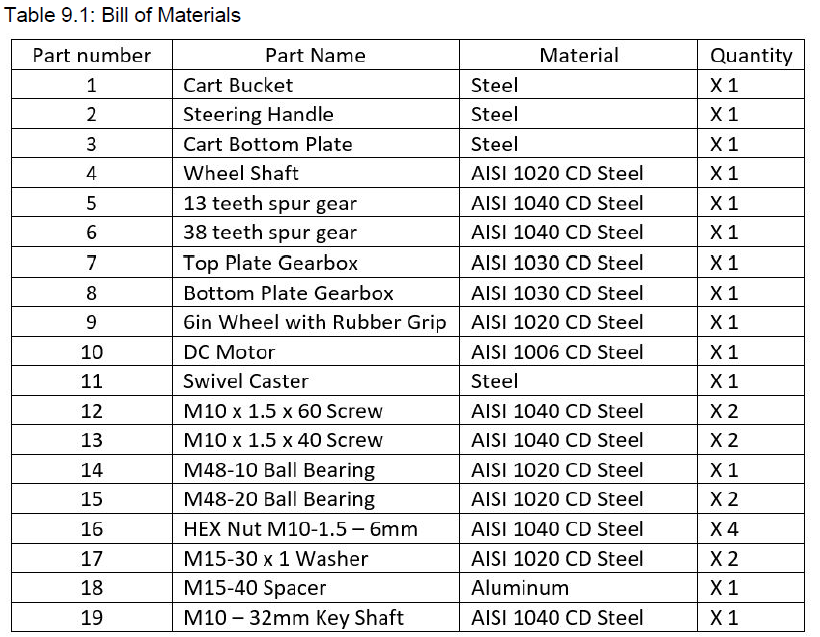 Table 9.1: Bill of Materials
Part number Part Name Material Quantity
1 Cart Bucket Steel X 1
2 Steering Handle Steel X 1
3 Cart Bottom Plate Steel X 1
4 Wheel Shaft AISI 1020 CD Steel X 1
5 13 teeth spur gear AISI 1040 CD Steel X 1
6 38 teeth spur gear AISI 1040 CD Steel X 1
7 Top Plate Gearbox AISI 1030 CD Steel X 1
8 Bottom Plate Gearbox AISI 1030 CD Steel X 1
9 6in Wheel with Rubber Grip AISI 1020 CD Steel X 1
10 DC Motor AISI 1006 CD Steel X 1
11 Swivel Caster Steel X 1
12 M10 x 1.5 x 60 Screw AISI 1040 CD Steel X 2
13 M10 x 1.5 x 40 Screw AISI 1040 CD Steel X 2
14 M48-10 Ball Bearing AISI 1020 CD Steel X 1
15 M48-20 Ball Bearing AISI 1020 CD Steel X 2
16 HEX Nut M10-1.5 – 6mm AISI 1040 CD Steel X 4
17 M15-30 x 1 Washer AISI 1020 CD Steel X 2
18 M15-40 Spacer Aluminum X 1
19 M10 – 32mm Key Shaft AISI 1040 CD Steel X 1